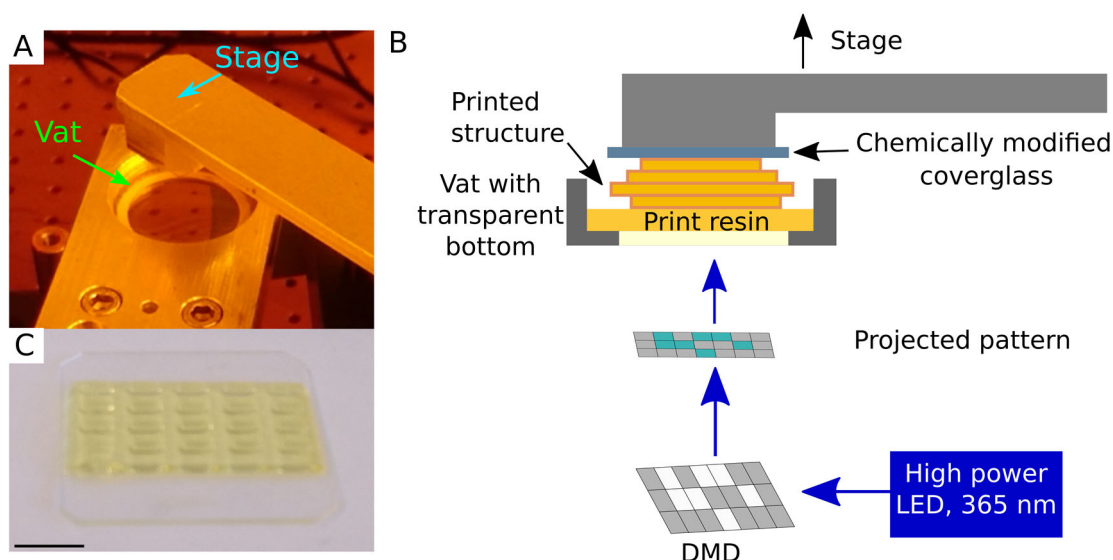 A
Stage
Vat
C
B
Stage
Printed
structure
Chemically modified
coverglass
Vat with
transparent
bottom
Print resin
Projected pattern
High power
LED, 365 nm
DMD